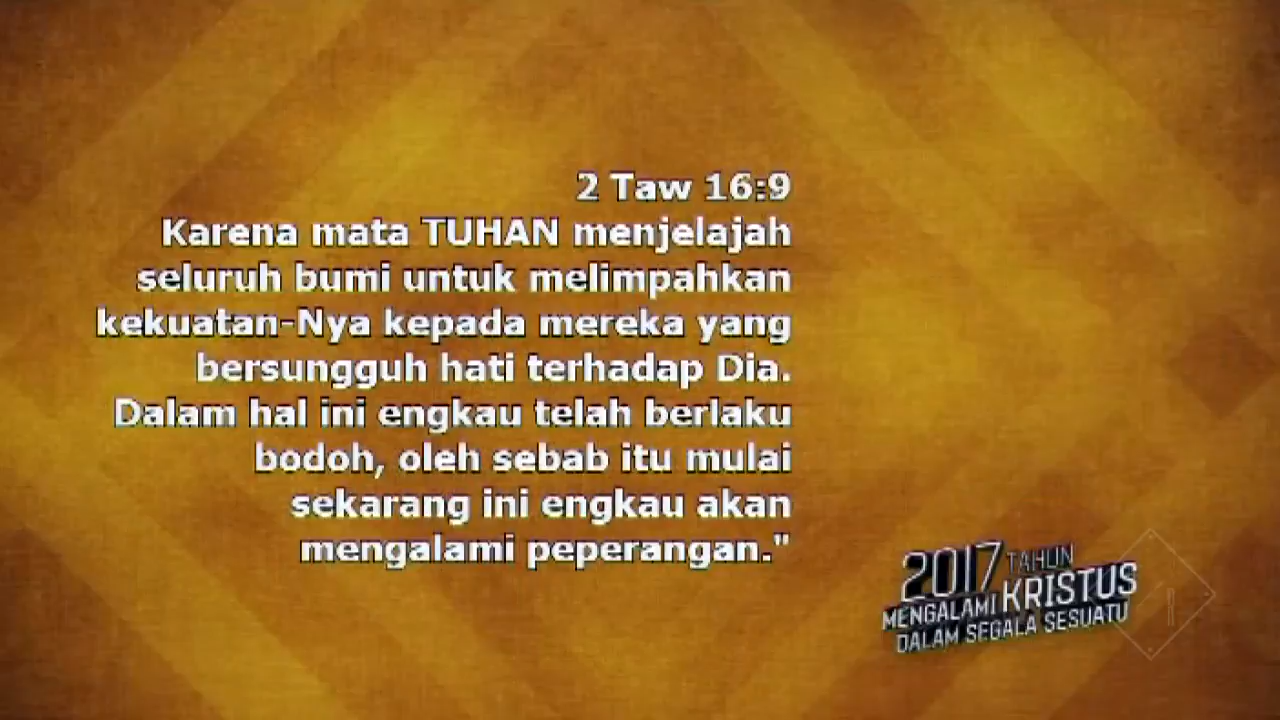 2 Taw 16:9
Karena mata TUHAN menjelajah
seluruh bumi untuk melimpahkan
kekuatan-Nya kepada mereka yang
bersungguh hati terhadap Dia.
Dalam hal ini engkau telah berlaku
bodoh, oleh sebab itu mulai
sekarang ini engkau akan
mengalami peperangan."
2017 TAHUN
MENGALAMI KRISTUS
DALAM SEGALA SESUATU